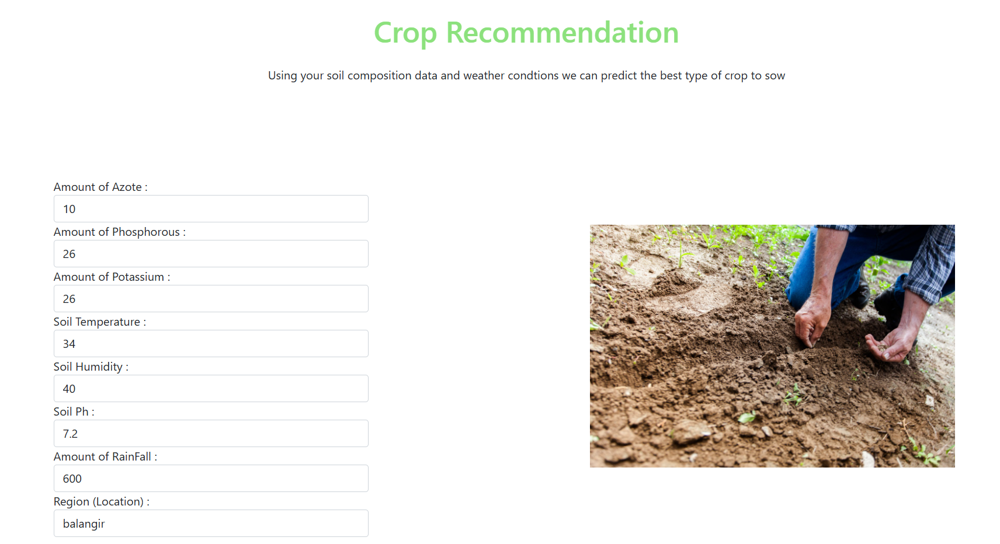 Crop Recommendation
Using your soil composition data and weather condtions we can predict the best type of crop to sow
Amount of Azote :
10
Amount of Phosphorous :
26
Amount of Potassium :
26
Soil Temperature :
34
Soil Humidity :
40
Soil Ph :
7.2
Amount of RainFall :
600
Region (Location) :
balangir